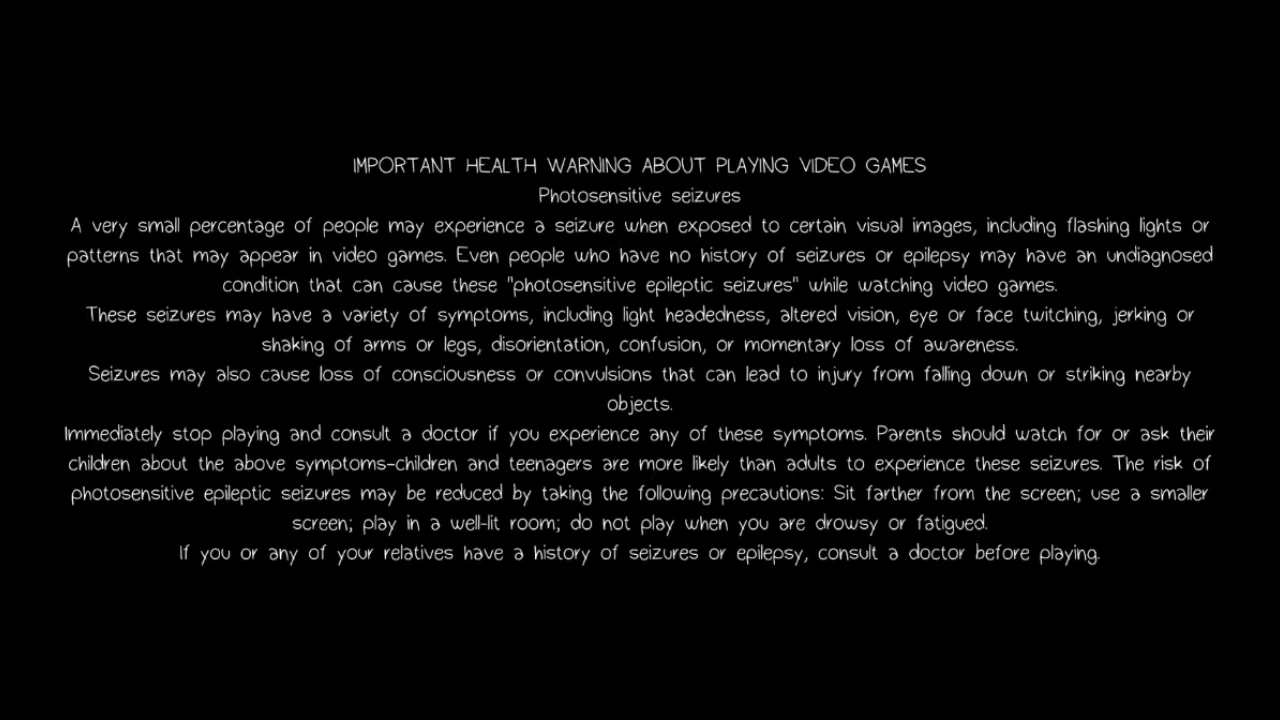 IMPORTANT HEALTH WARNING ABOUT PLAYING VIDEO GAMES
Photosensitive seizures
A very small percentage of people may experience a seizure when exposed to certain visual images, including flashing lights or
patterns that may appear in video games. Even people who have no history of seizures or epilepsy may have an undiagnosed
condition that can cause these "photosensitive epileptic seizures" while watching video games.
These seizures may have a variety of symptoms, including light headedness, altered vision, eye or face twitching, jerking or
shaking of arms or legs, disorientation, confusion, or momentary loss of awareness.
Seizures may also cause loss of consciousness or convulsions that can lead to injury from falling down or striking nearby
objects.
Immediately stop playing and consult a doctor if you experience any of these symptoms. Parents should watch for or ask their
children about the above symptoms-children and teenagers are more likely than adults to experience these seizures. The risk of
photosensitive epileptic seizures may be reduced by taking the following precautions: Sit farther from the screen; use a smaller
screen; play in a well-lit room; do not play when you are drowsy or fatigued.
If you or any of your relatives have a history of seizures or epilepsy, consult a doctor before playing.